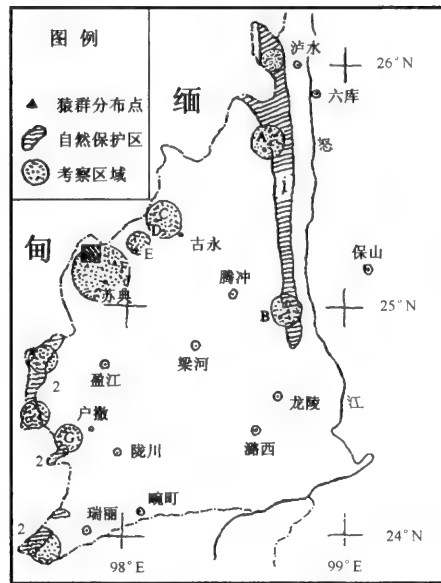 图 例
猿群分布点
自然保护区
考察区域
缅
甸
泸水
26°N
六库
怒
A
1
C
D
E
古永
F
苏典
腾冲
保山
B
25°N
梁河
2
盈江
户撒
G
2
龙陵
江
陇川
潞西
畹町
瑞丽
2
98°E
99°E
24°N